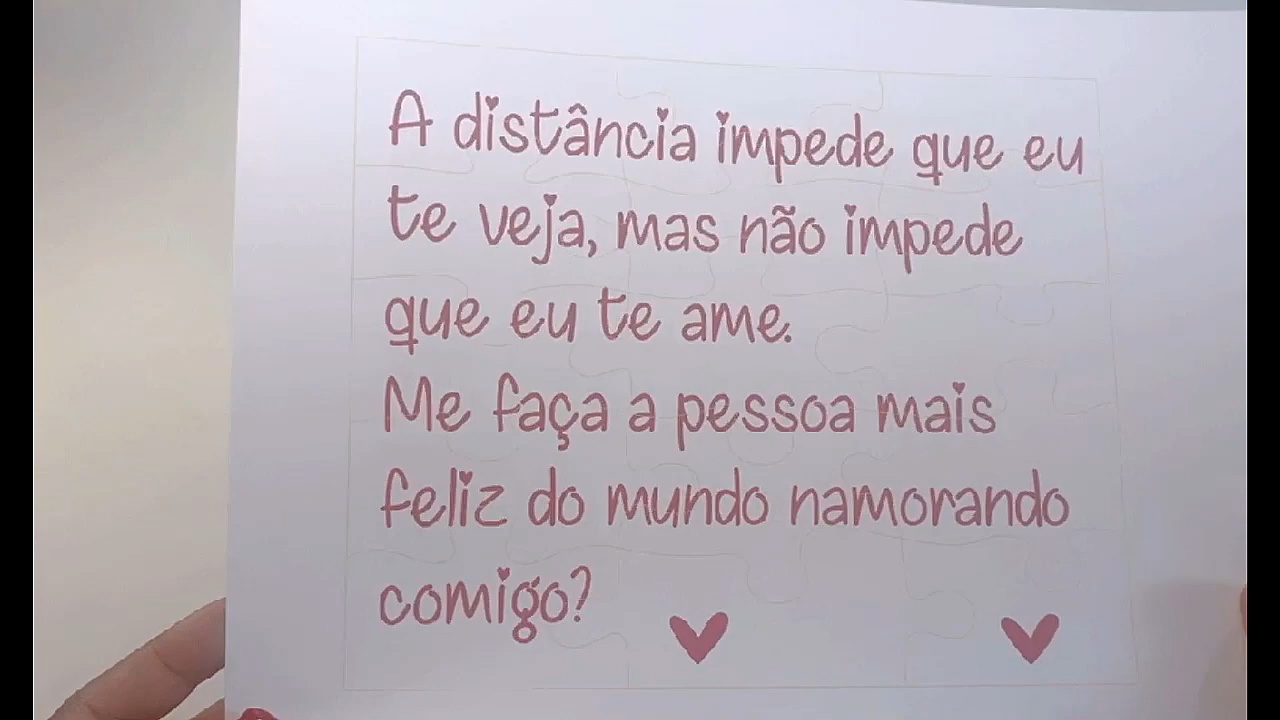 A distância impede que eu
te veja, mas não impede
que eu te ame.
Me faça a pessoa mais
feliz do mundo namorando
comigo?